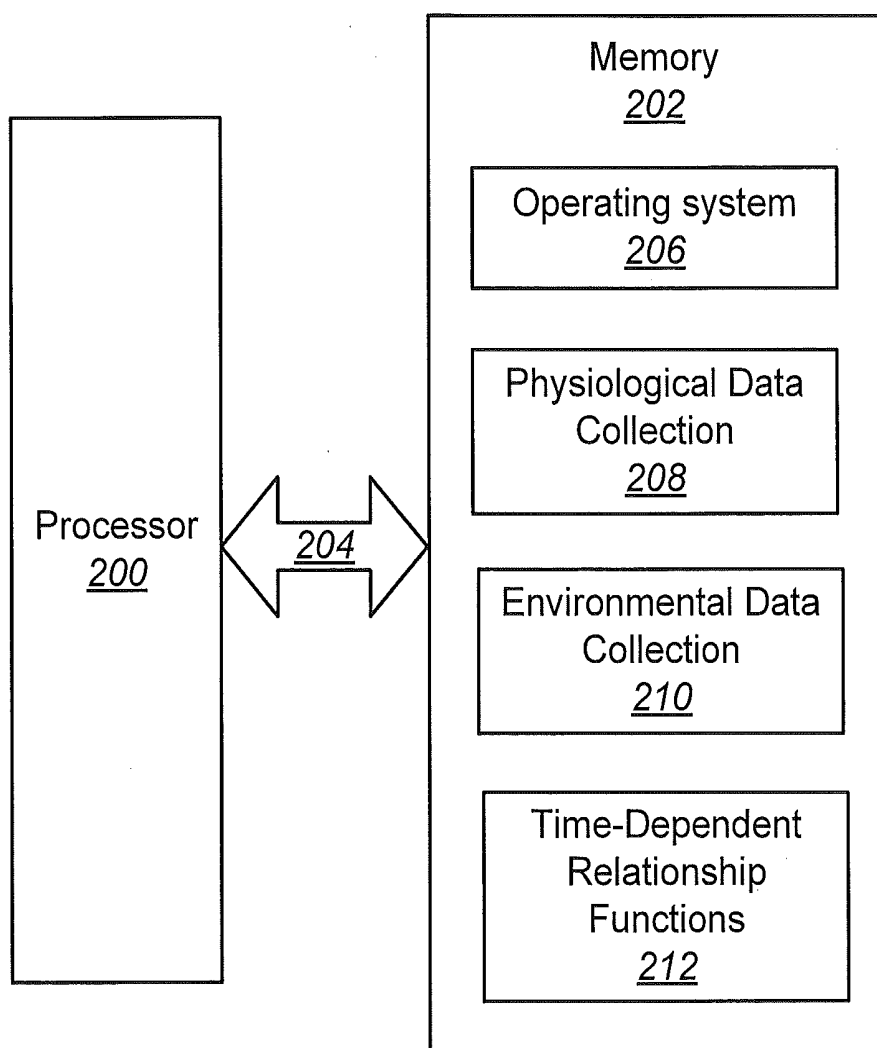 Memory
202
Operating system
206
Physiological Data
Collection
208
Processor
200
204
Environmental Data
Collection
210
Time-Dependent
Relationship
Functions
212